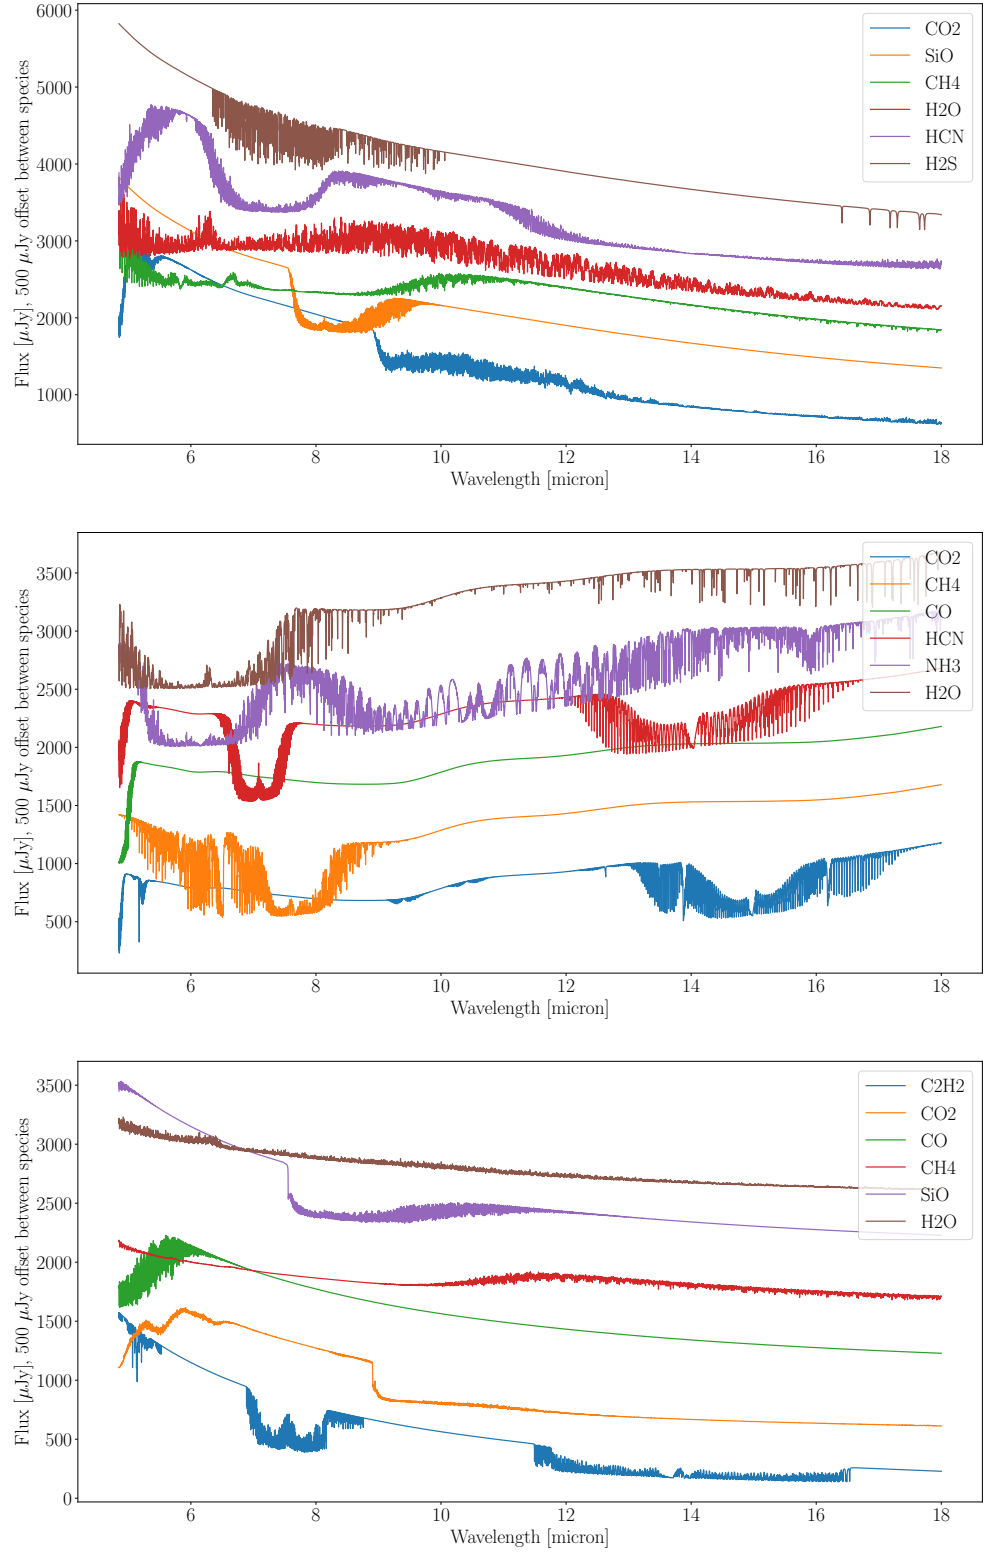 6000
5000
4000
3000
2000
1000
Flux [μJy], 500 μJy offset between species
CO2
SiO
CH4
H2O
HCN
H2S
6 8 10 12 14 16 18
Wavelength [micron]
3500
3000
2500
2000
1500
1000
500
Flux [μJy], 500 μJy offset between species
CO2
CH4
CO
HCN
NH3
H2O
6 8 10 12 14 16 18
Wavelength [micron]
3500
3000
2500
2000
1500
1000
500
0
Flux [μJy], 500 μJy offset between species
C2H2
CO2
CO
CH4
SiO
H2O
6 8 10 12 14 16 18
Wavelength [micron]